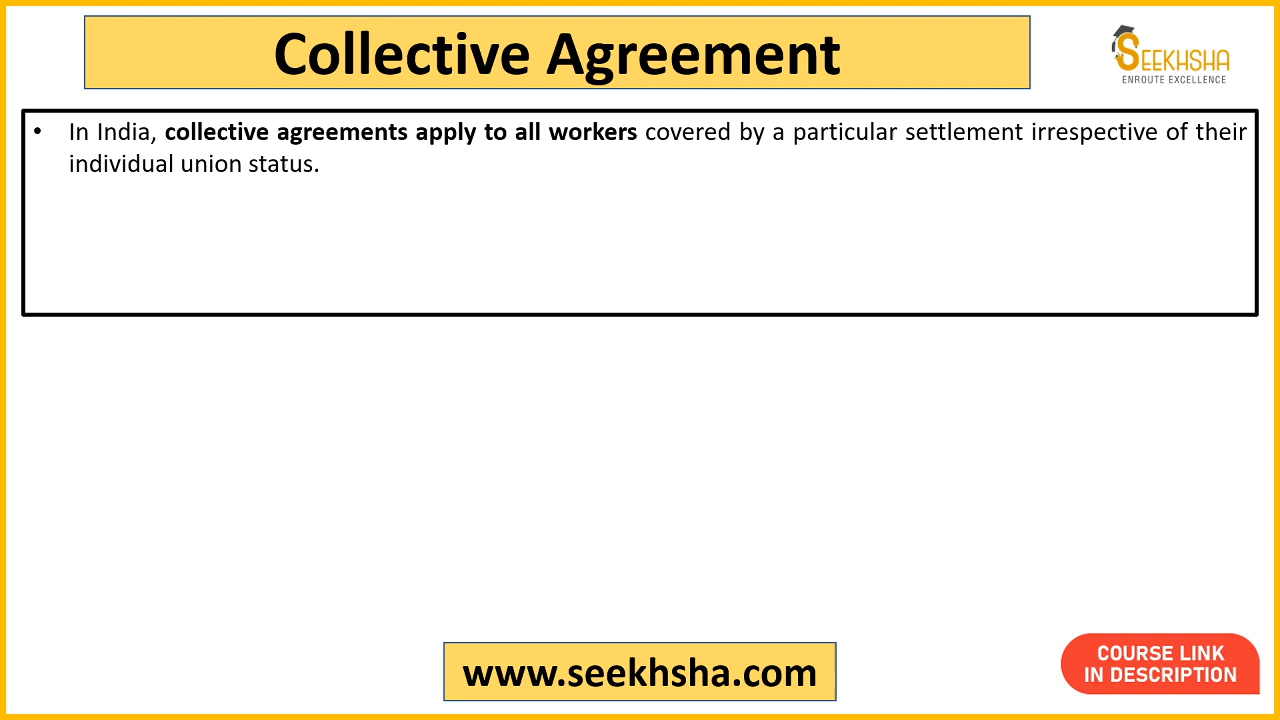 Collective Agreement
SEEKHSHA
ENROUTE EXCELLENCE
• In India, collective agreements apply to all workers covered by a particular settlement irrespective of their
individual union status.
www.seekhsha.com
COURSE LINK
IN DESCRIPTION